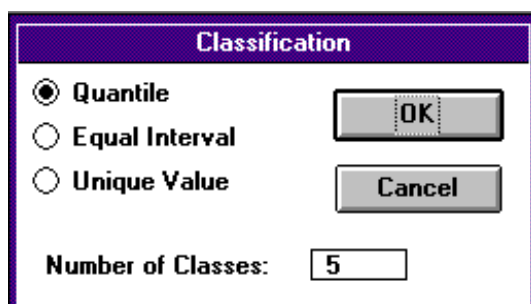 Classification
Quantile
OK
Equal Interval
Unique Value
Cancel
Number of Classes: 5